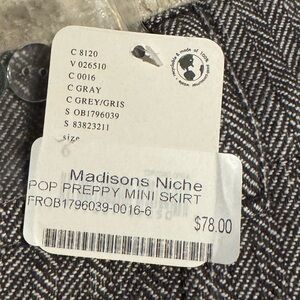 C 8120
V 026510
C 0016
C GRAY
C GREY/GRIS
S OB1796039
S 83823211
size
Madisons Niche
POP PREPPY MINI SKIRT
FROB1796039-0016-6
$78.00